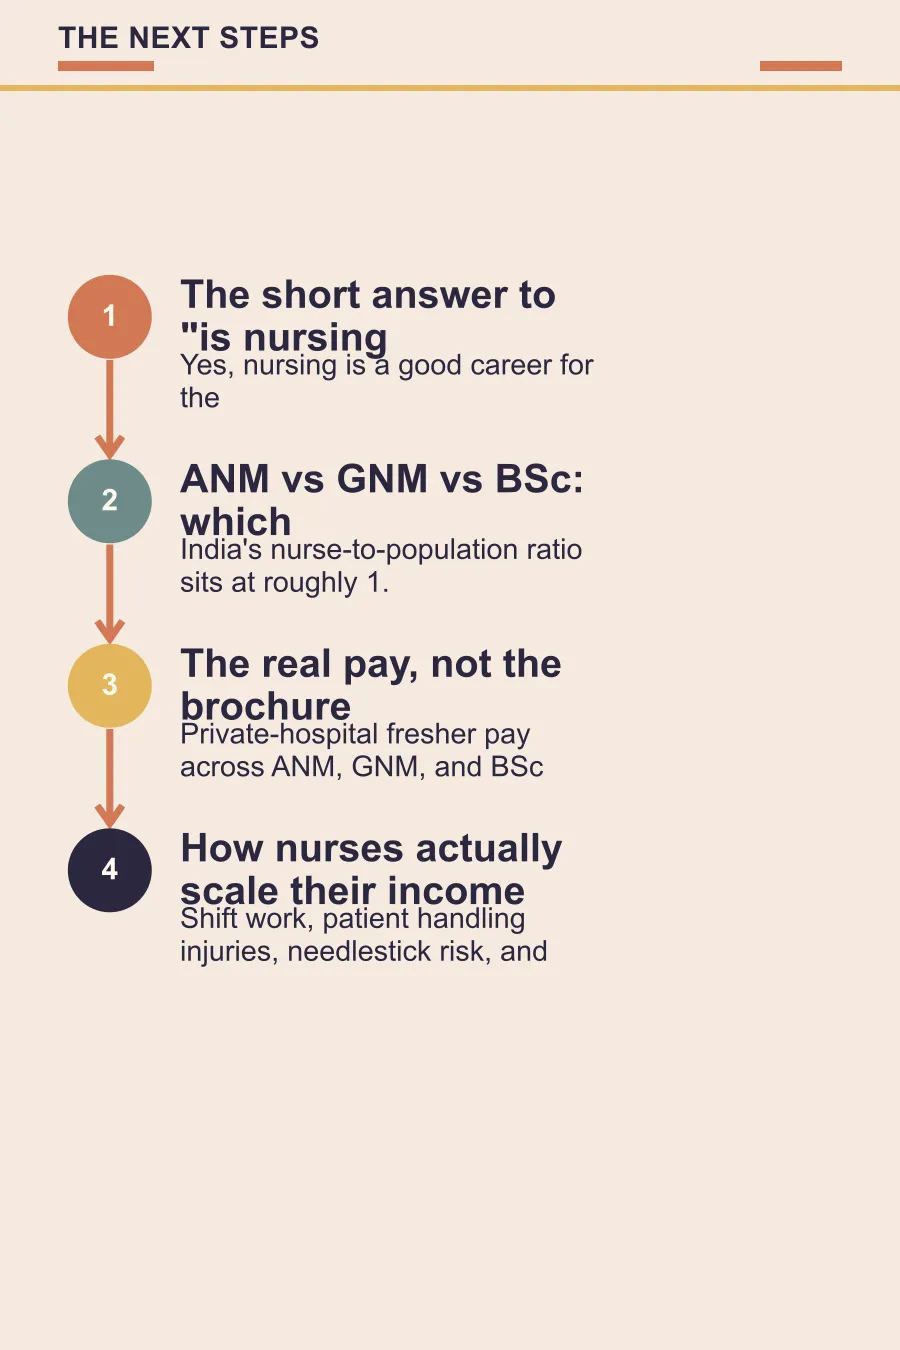 THE NEXT STEPS
1
The short answer to
"is nursing
Yes, nursing is a good career for
the
2
ANM vs GNM vs BSc:
which
India's nurse-to-population ratio
sits at roughly 1.
3
The real pay, not the
brochure
Private-hospital fresher pay
across ANM, GNM, and BSc
4
How nurses actually
scale their income
Shift work, patient handling
injuries, needlestick risk, and